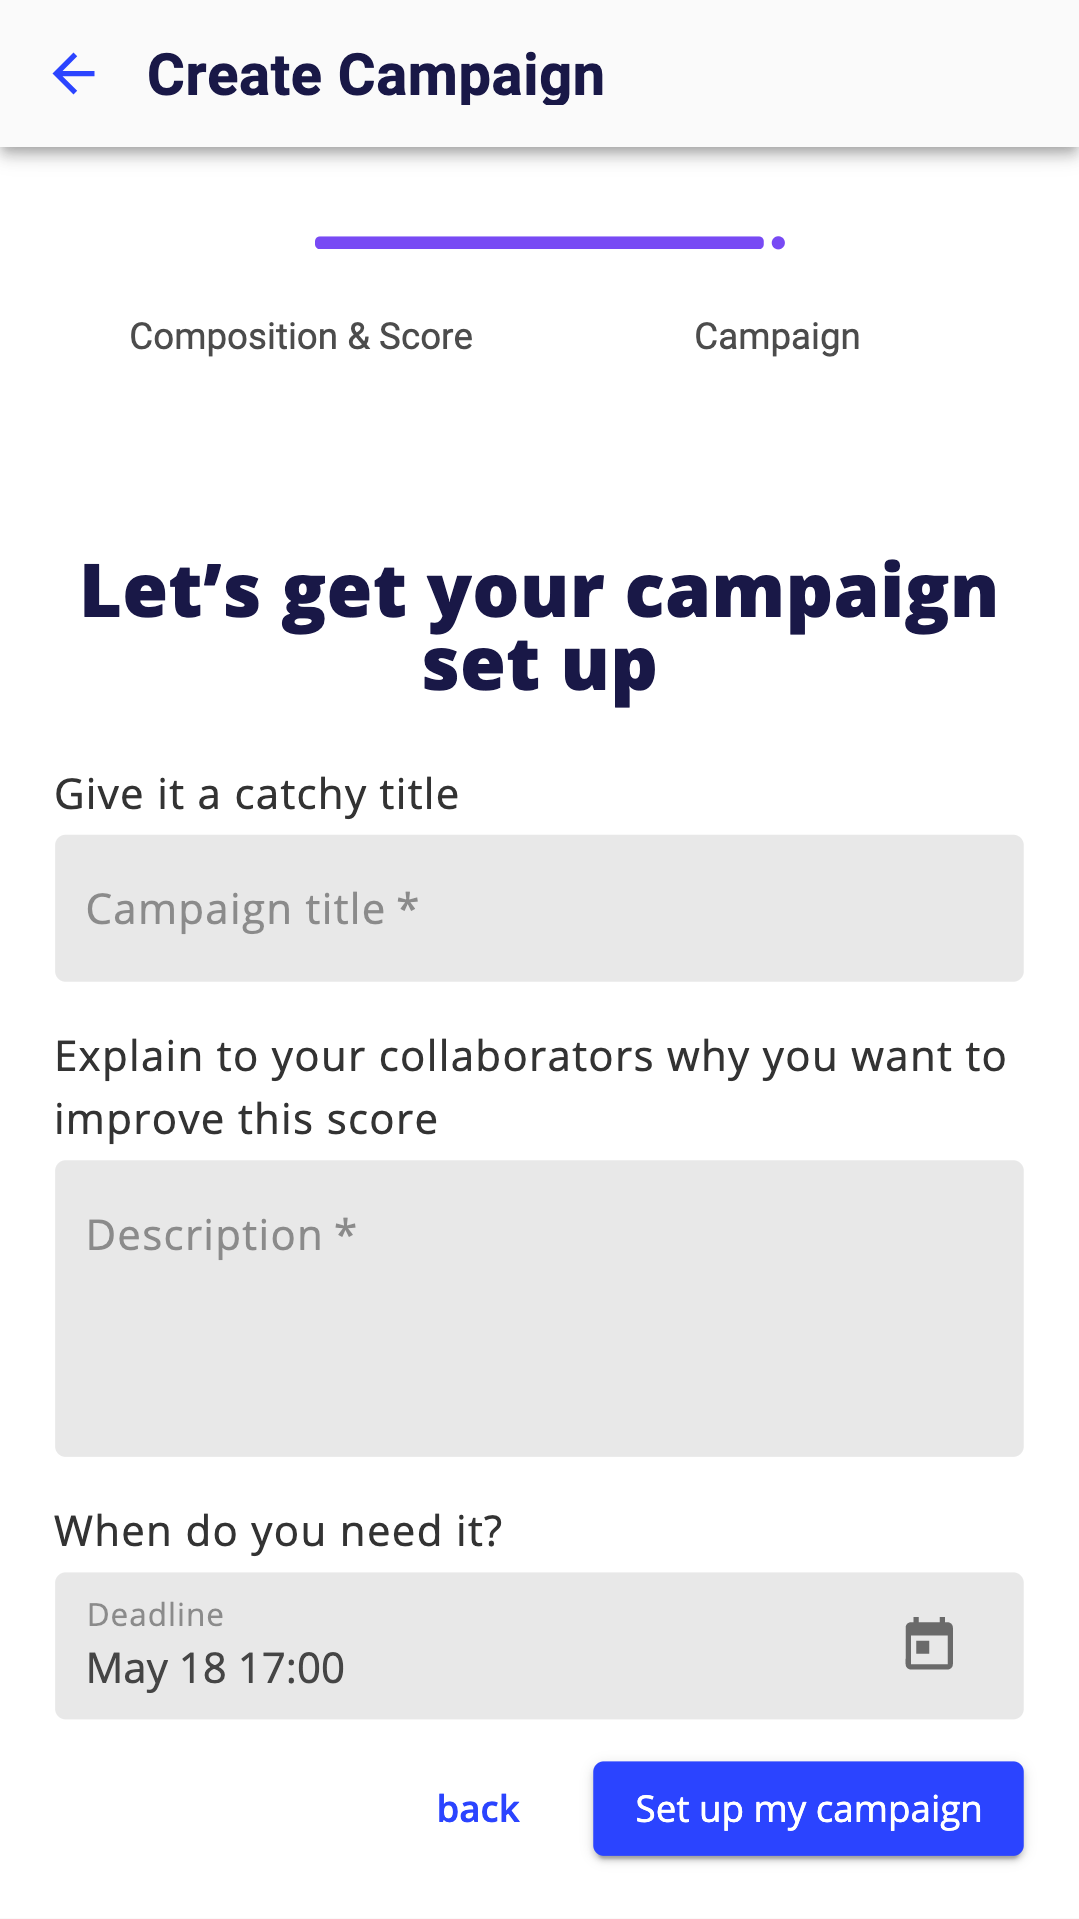 Create Campaign
Composition & Score
Campaign
Let’s get your campaign
set up
Give it a catchy title
Campaign title *
Explain to your collaborators why you want to
improve this score
Description *
When do you need it?
Deadline
May 18 17:00
back
Set up my campaign